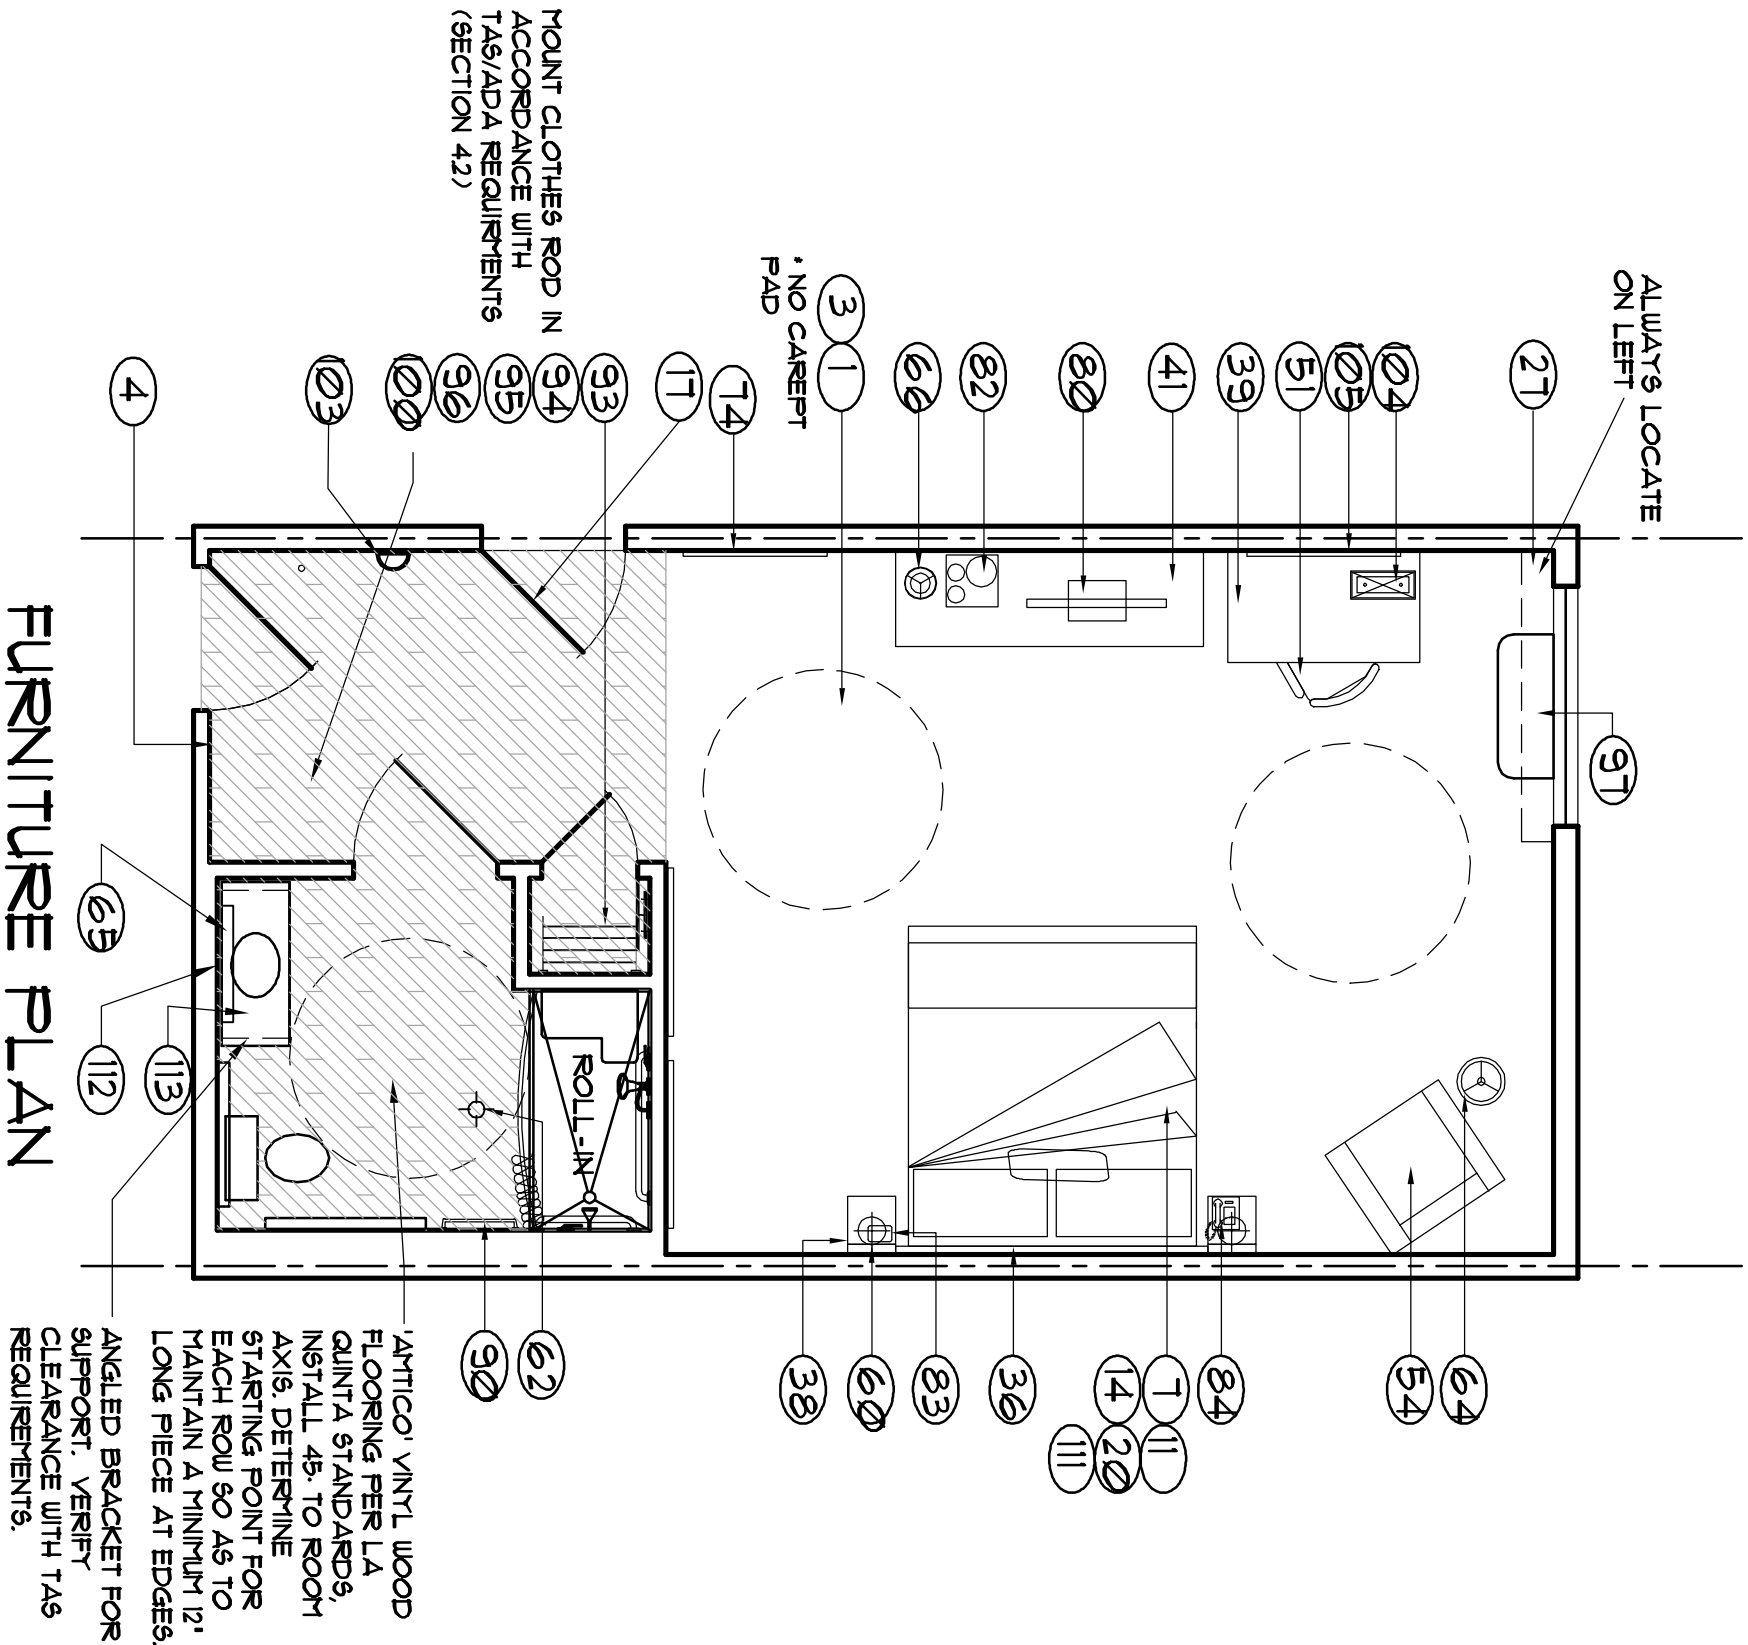 ALWAYS LOCATE
ON LEFT
27
97
104
105
51
39
41
80
82
66
3 1
* NO CAREPT
PAD
74
17
MOUNT CLOTHES ROD IN
ACCORDANCE WITH
TAS/ADA REQUIRMENTS
(SECTION 4.2)
93
94
95
96
100
103
4
64
54
84
7 11
14 20
111
36
83
60
38
ROLL-IN
62
90
'AMTICO' VINYL WOOD
FLOORING PER LA
QUINTA STANDARDS,
INSTALL 45° TO ROOM
AXIS, DETERMINE
STARTING POINT FOR
EACH ROW SO AS TO
MAINTAIN A MINIMUM 12"
LONG PIECE AT EDGES.
113
65
112
ANGLED BRACKET FOR
SUPPORT. VERIFY
CLEARANCE WITH TAS
REQUIREMENTS.
FURNITURE PLAN